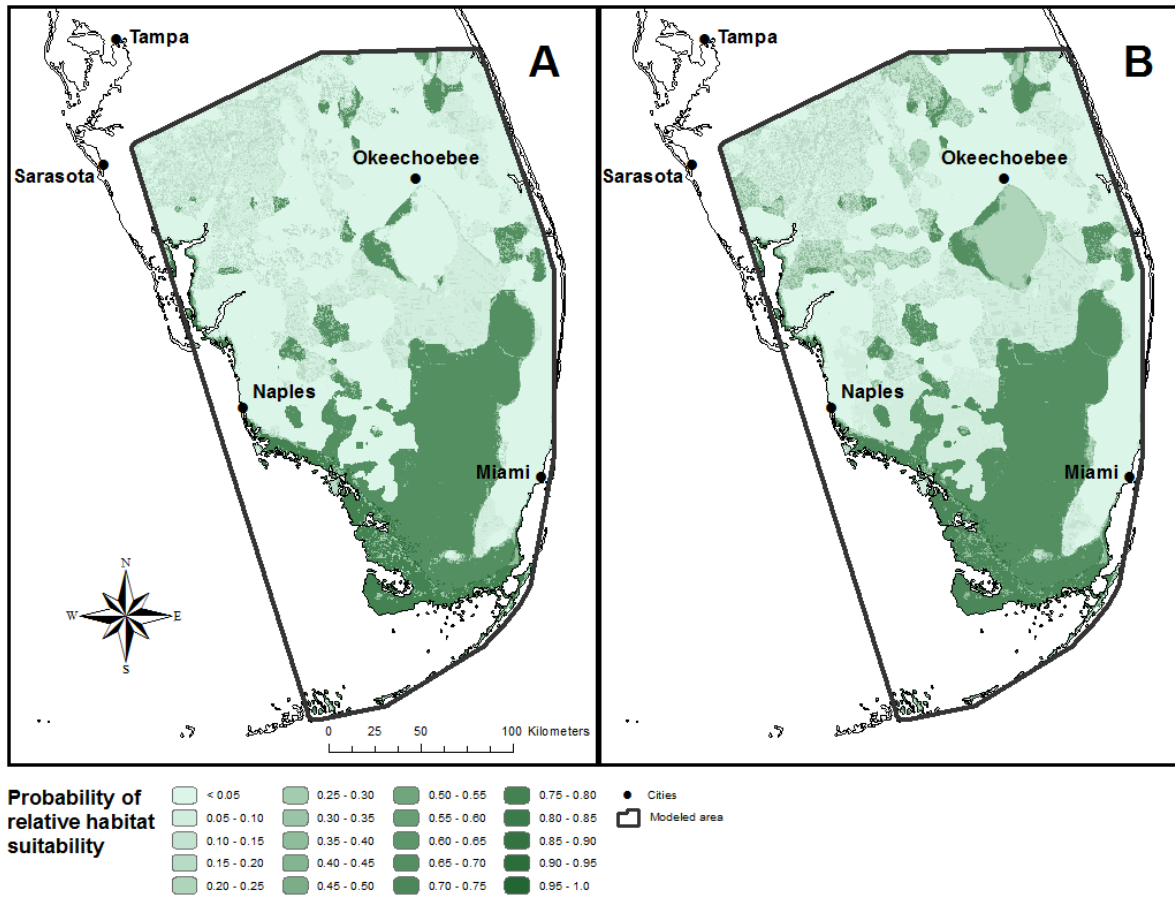 A
Tampa
Sarasota
Okeechoebee
Naples
Miami
N
W E
S
0 25 50 100 Kilometers
B
Tampa
Sarasota
Okeechoebee
Naples
Miami
Probability of
relative habitat
suitability
< 0.05
0.05 - 0.10
0.10 - 0.15
0.15 - 0.20
0.20 - 0.25
0.25 - 0.30
0.30 - 0.35
0.35 - 0.40
0.40 - 0.45
0.45 - 0.50
0.50 - 0.55
0.55 - 0.60
0.60 - 0.65
0.65 - 0.70
0.70 - 0.75
0.75 - 0.80
0.80 - 0.85
0.85 - 0.90
0.90 - 0.95
0.95 - 1.0
Cities
Modeled area